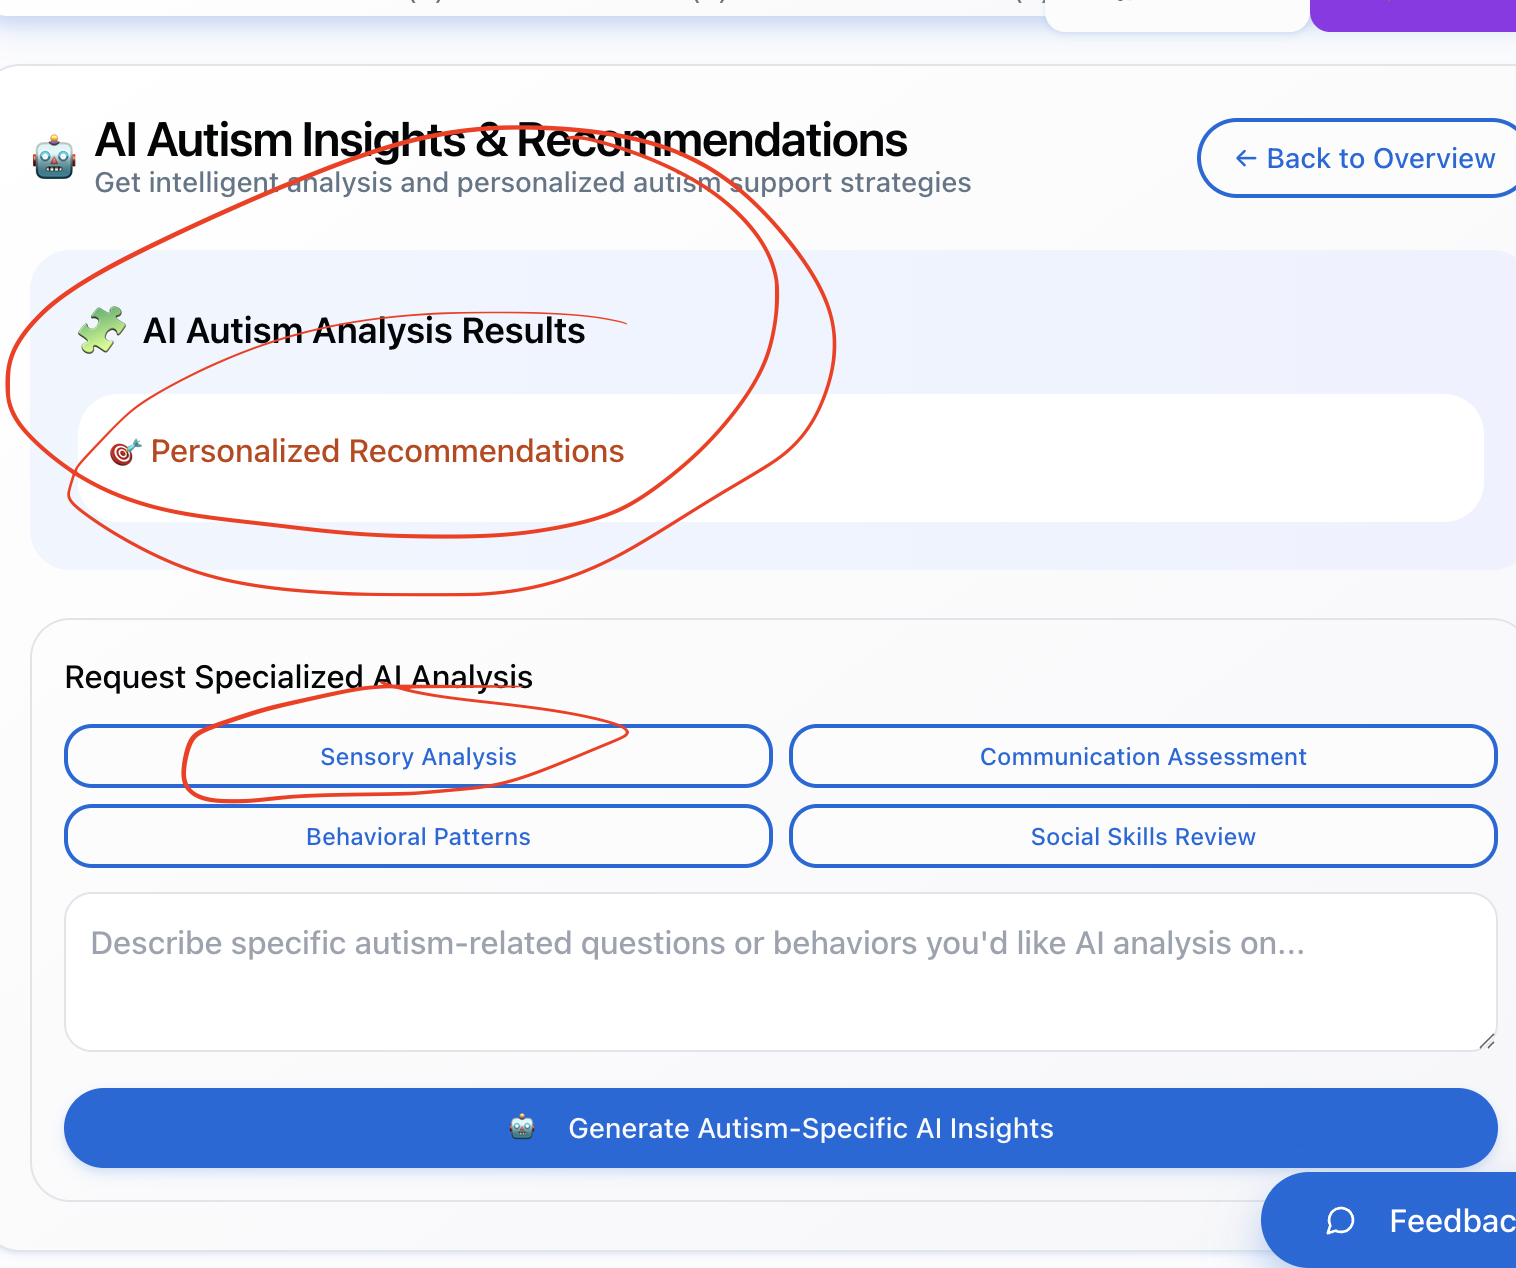 AI Autism Insights & Recommendations
Get intelligent analysis and personalized autism support strategies
← Back to Overview
AI Autism Analysis Results
Personalized Recommendations
Request Specialized AI Analysis
Sensory Analysis
Communication Assessment
Behavioral Patterns
Social Skills Review
Describe specific autism-related questions or behaviors you'd like AI analysis on...
Generate Autism-Specific AI Insights
Feedbac